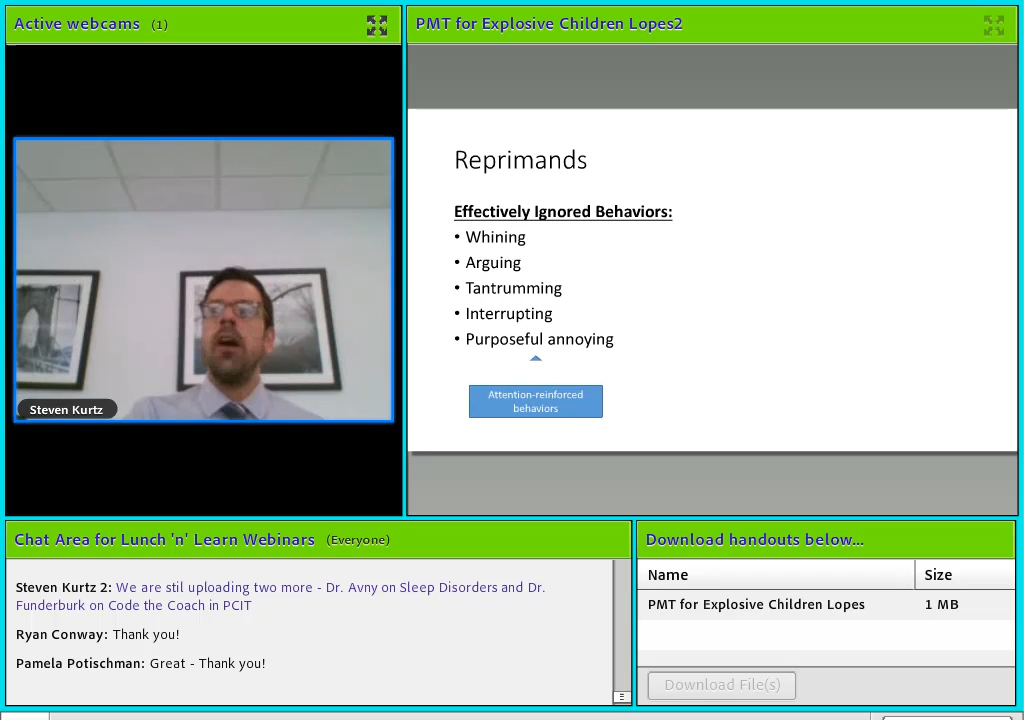 Active webcams (1)
PMT for Explosive Children Lopes2
Reprimands
Effectively Ignored Behaviors:
• Whining
• Arguing
• Tantrumming
• Interrupting
• Purposeful annoying
Attention-reinforced
behaviors
Steven Kurtz
Chat Area for Lunch 'n' Learn Webinars (Everyone)
Steven Kurtz 2: We are stil uploading two more - Dr. Avny on Sleep Disorders and Dr.
Funderburk on Code the Coach in PCIT
Ryan Conway: Thank you!
Pamela Potischman: Great - Thank you!
Download handouts below...
Name Size
PMT for Explosive Children Lopes 1 MB
Download File(s)